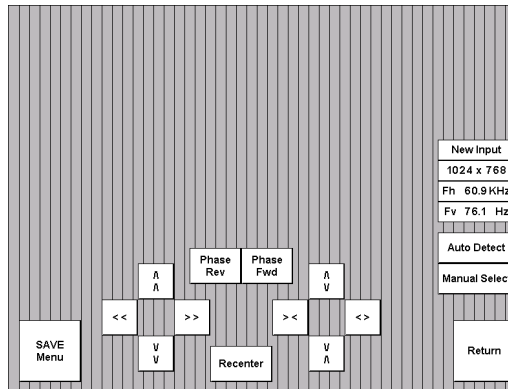 New Input
1024 x 768
Fh 60.9 KHz
Fv 76.1 Hz
Auto Detect
Manual Select
Phase
Rev
Phase
Fwd
Λ
Λ
Λ
V
<<
>>
><
<>
V
V
V
Λ
SAVE
Menu
Recenter
Return